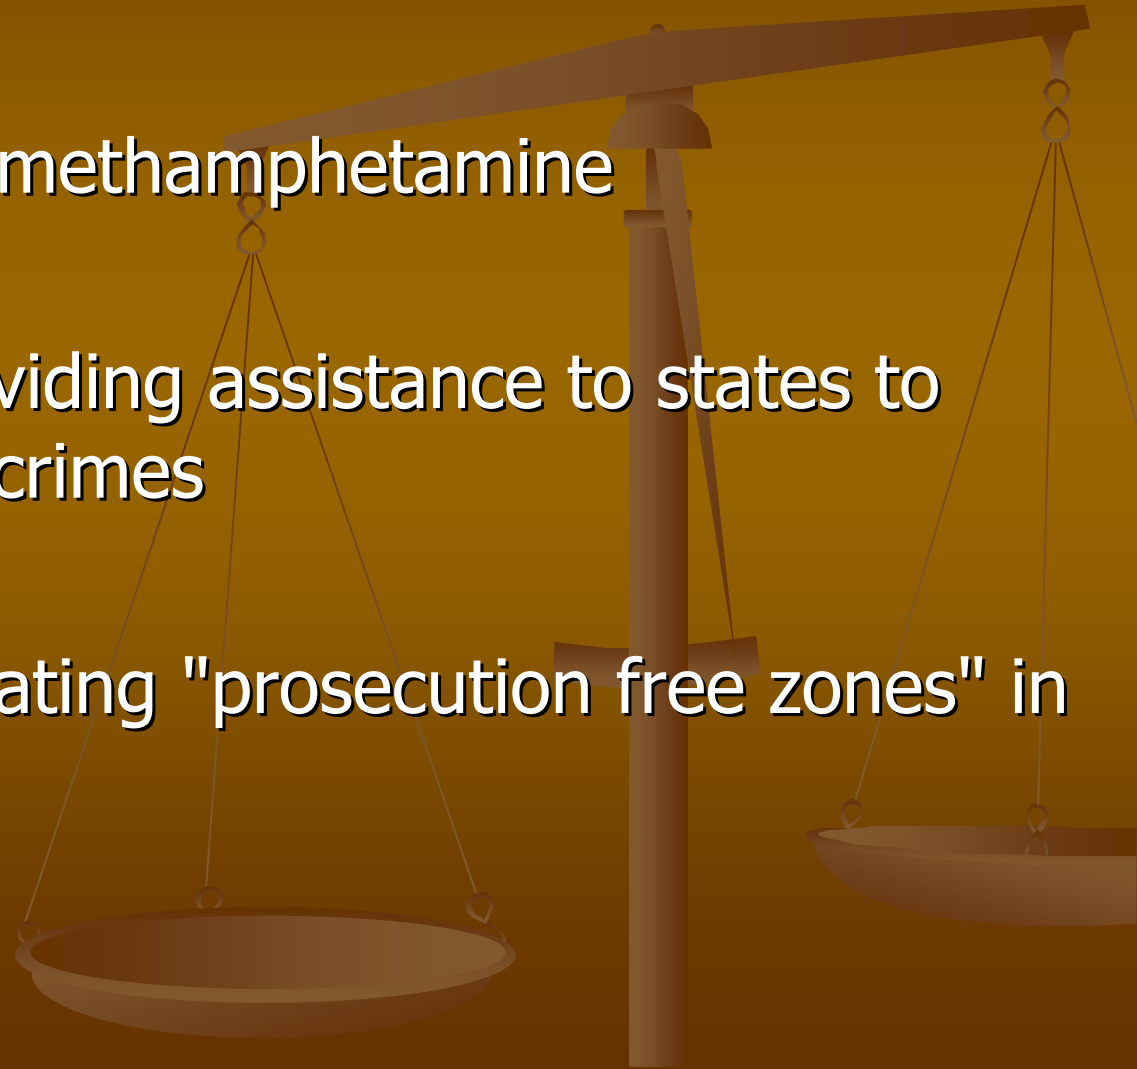 methamphetamine
viding assistance to states to
crimes
ating "prosecution free zones" in